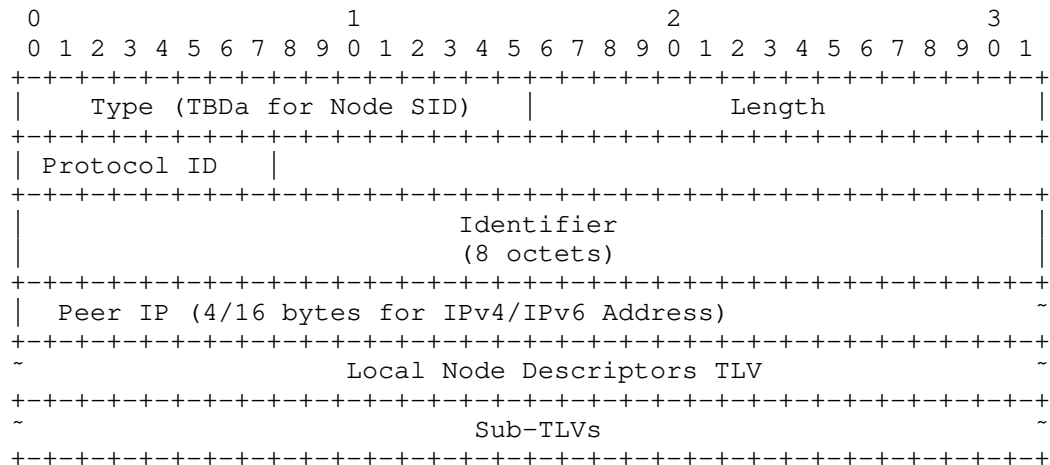 0                   1                   2                   3
 0 1 2 3 4 5 6 7 8 9 0 1 2 3 4 5 6 7 8 9 0 1 2 3 4 5 6 7 8 9 0 1
+-+-+-+-+-+-+-+-+-+-+-+-+-+-+-+-+-+-+-+-+-+-+-+-+-+-+-+-+-+-+-+-+
|    Type (TBDa for Node SID)   |            Length             |
+-+-+-+-+-+-+-+-+-+-+-+-+-+-+-+-+-+-+-+-+-+-+-+-+-+-+-+-+-+-+-+-+
| Protocol ID   |
+-+-+-+-+-+-+-+-+-+-+-+-+-+-+-+-+-+-+-+-+-+-+-+-+-+-+-+-+-+-+-+-+
|                           Identifier                          |
|                           (8 octets)                          |
+-+-+-+-+-+-+-+-+-+-+-+-+-+-+-+-+-+-+-+-+-+-+-+-+-+-+-+-+-+-+-+-+
|  Peer IP (4/16 bytes for IPv4/IPv6 Address)                   ~
+-+-+-+-+-+-+-+-+-+-+-+-+-+-+-+-+-+-+-+-+-+-+-+-+-+-+-+-+-+-+-+-+
~                    Local Node Descriptors TLV                 ~
+-+-+-+-+-+-+-+-+-+-+-+-+-+-+-+-+-+-+-+-+-+-+-+-+-+-+-+-+-+-+-+-+
~                            Sub-TLVs                           ~
+-+-+-+-+-+-+-+-+-+-+-+-+-+-+-+-+-+-+-+-+-+-+-+-+-+-+-+-+-+-+-+-+